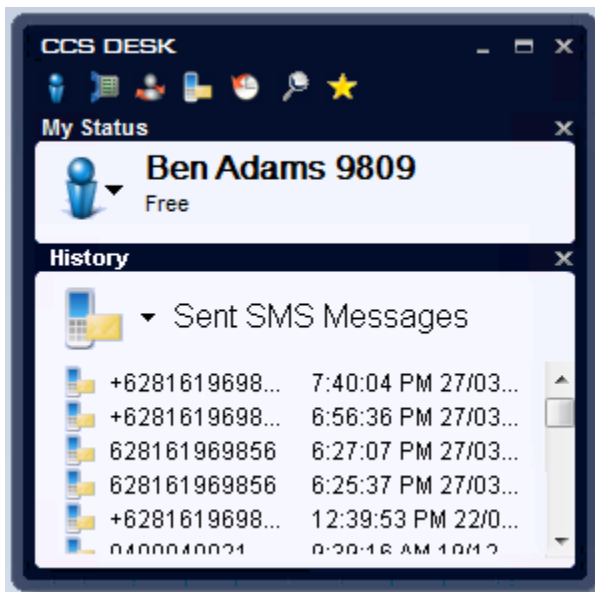 CCS DESK
My Status
Ben Adams 9809
Free
History
Sent SMS Messages
+6281619698... 7:40:04 PM 27/03...
+6281619698... 6:56:36 PM 27/03...
628161969856 6:27:07 PM 27/03...
628161969856 6:25:37 PM 27/03...
+6281619698... 12:39:53 PM 22/0...